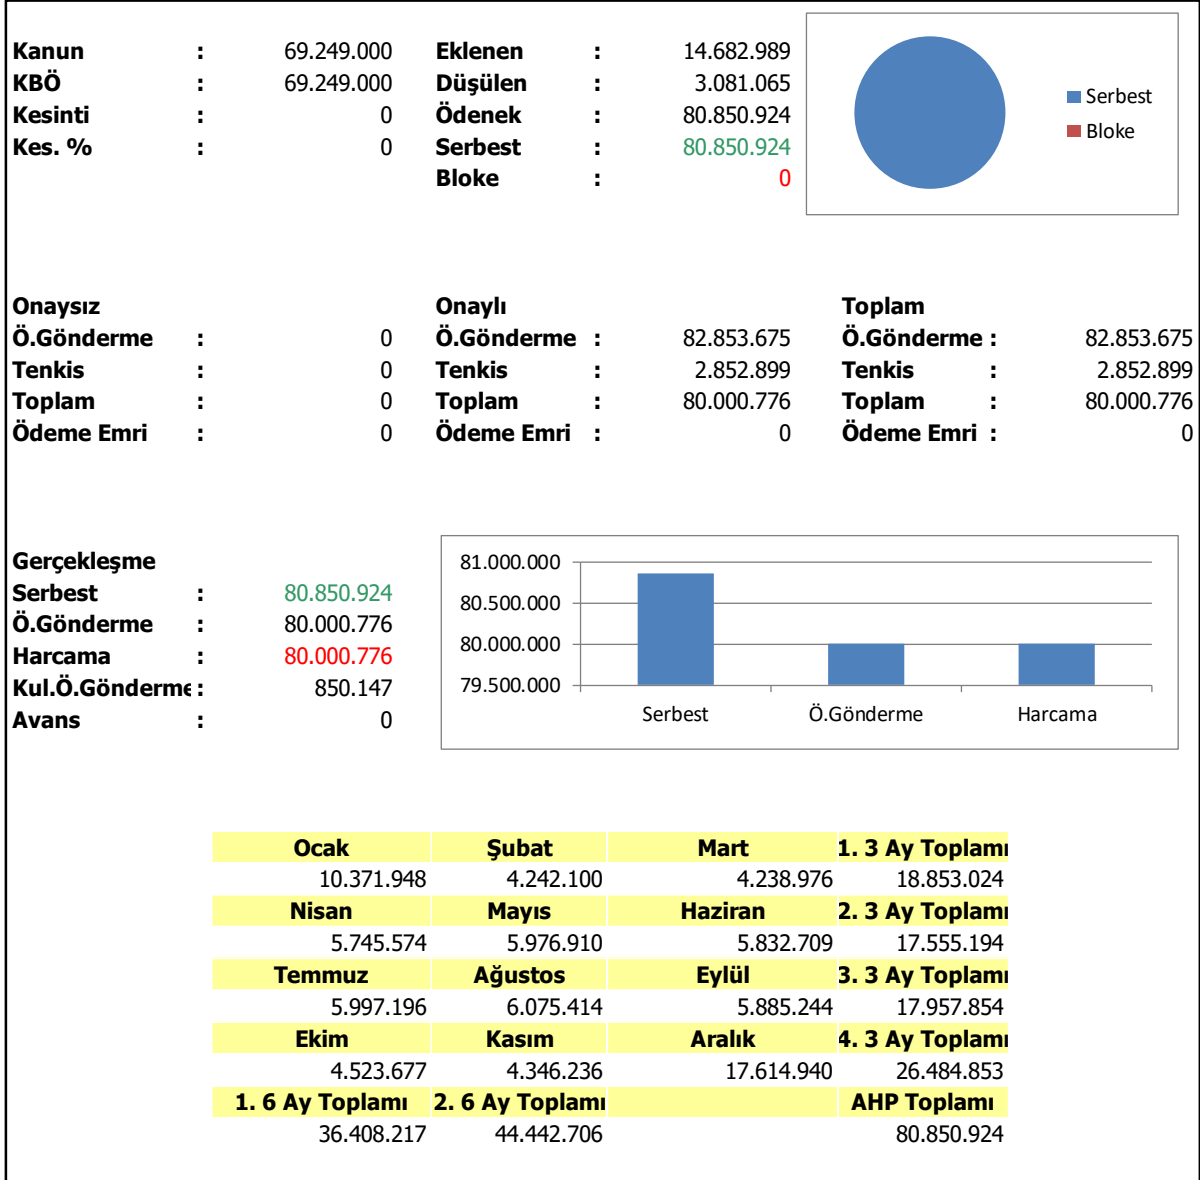 Kanun : 69.249.000 Eklenen : 14.682.989
KBÖ : 69.249.000 Düşülen : 3.081.065
Kesinti : 0 Ödenek : 80.850.924
Kes. % : 0 Serbest : 80.850.924
Bloke : 0
Serbest
Bloke
Onaysız Onaylı Toplam
Ö.Gönderme : 0 Ö.Gönderme : 82.853.675 Ö.Gönderme : 82.853.675
Tenkis : 0 Tenkis : 2.852.899 Tenkis : 2.852.899
Toplam : 0 Toplam : 80.000.776 Toplam : 80.000.776
Ödeme Emri : 0 Ödeme Emri : 0 Ödeme Emri : 0
Gerçekleşme
Serbest : 80.850.924
Ö.Gönderme : 80.000.776
Harcama : 80.000.776
Kul.Ö.Gönderme : 850.147
Avans : 0
81.000.000
80.500.000
80.000.000
79.500.000
Serbest Ö.Gönderme Harcama
Ocak Şubat Mart 1. 3 Ay Toplamı
10.371.948 4.242.100 4.238.976 18.853.024
Nisan Mayıs Haziran 2. 3 Ay Toplamı
5.745.574 5.976.910 5.832.709 17.555.194
Temmuz Ağustos Eylül 3. 3 Ay Toplamı
5.997.196 6.075.414 5.885.244 17.957.854
Ekim Kasım Aralık 4. 3 Ay Toplamı
4.523.677 4.346.236 17.614.940 26.484.853
1. 6 Ay Toplamı 2. 6 Ay Toplamı AHP Toplamı
36.408.217 44.442.706 80.850.924